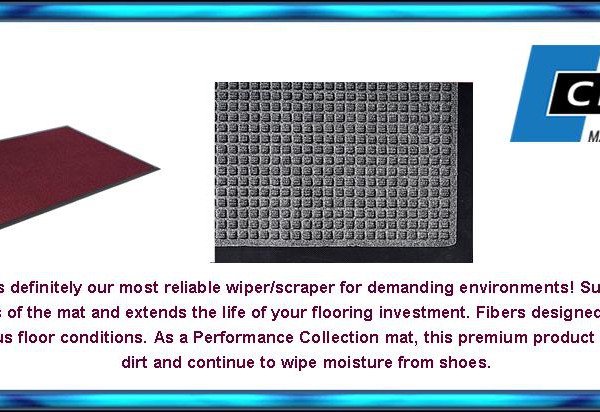 definitely our most reliable wiper/scraper for demanding environments!
of the mat and extends the life of your flooring investment. Fibers designed
floor conditions. As a Performance Collection mat, this premium product
dirt and continue to wipe moisture from shoes.